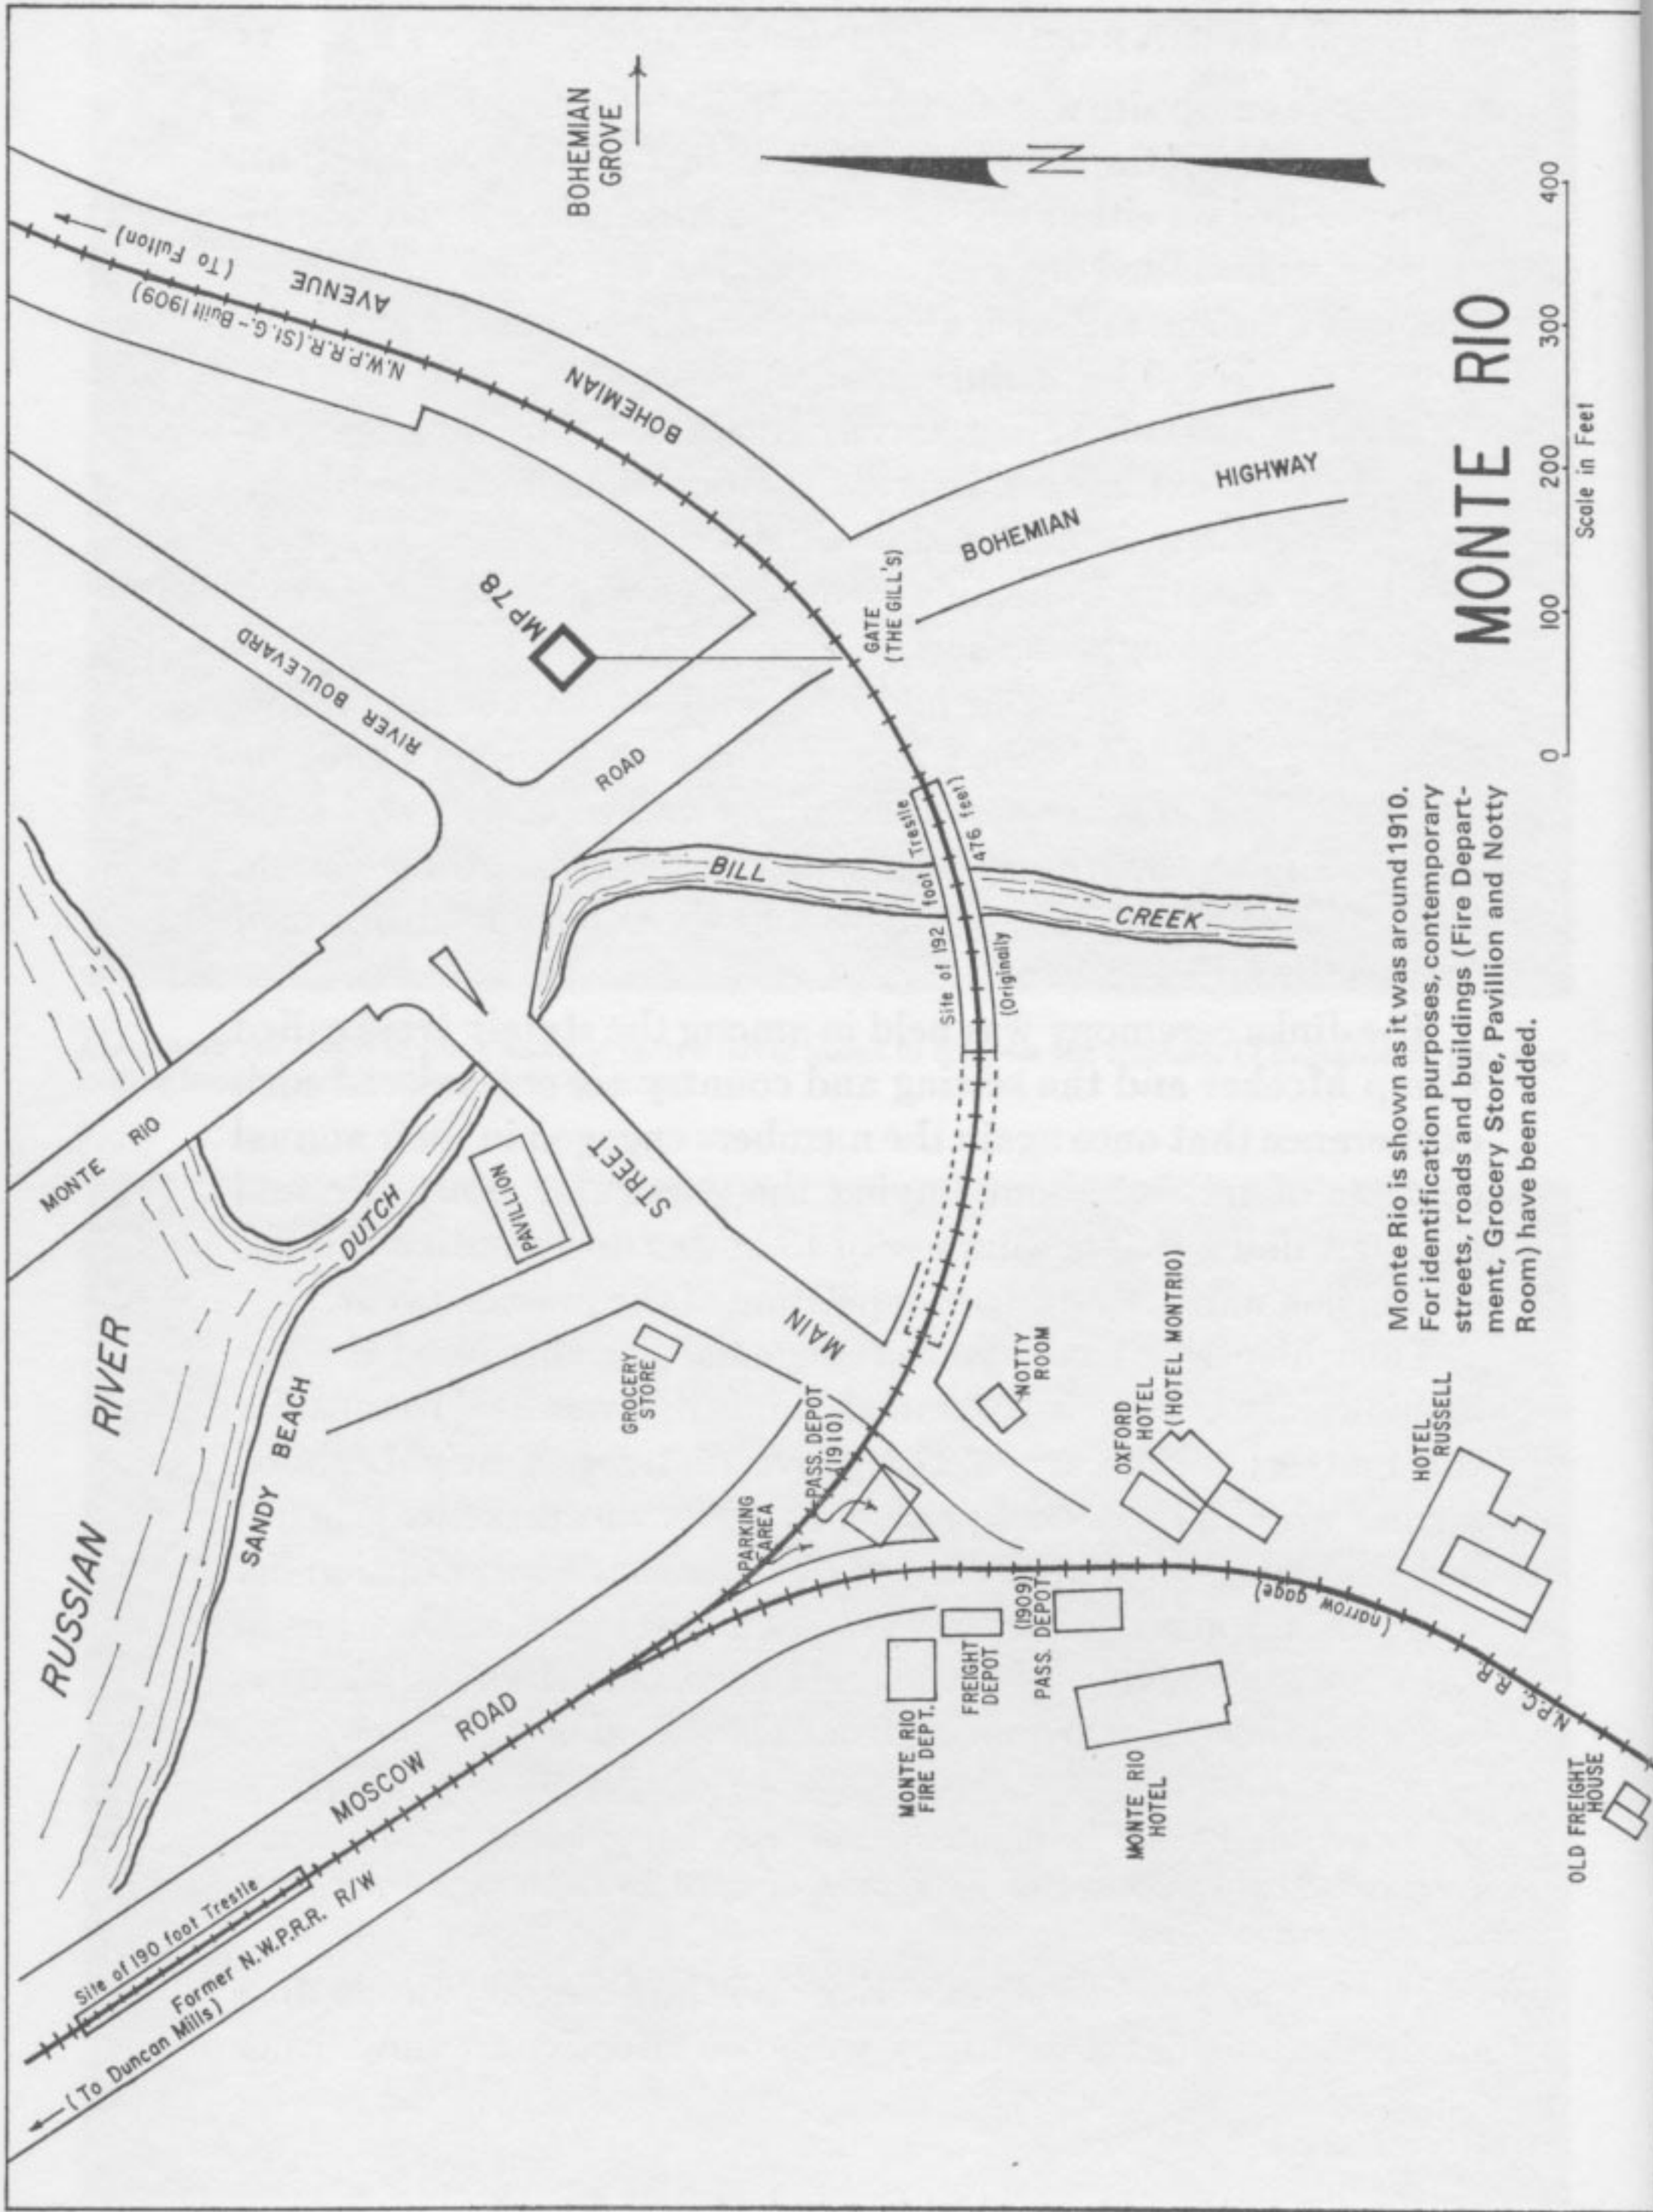 RUSSIAN RIVER
SANDY BEACH
DUTCH
BILL
CREEK
MONTE RIO
RIVER BOULEVARD
ROAD
MP 78
N.W.P.R.R. (St. G. – Built 1909)
(To Fulton)
BOHEMIAN AVENUE
BOHEMIAN
GROVE
N
GATE
(THE GILL'S)
BOHEMIAN HIGHWAY
Site of 192 foot Trestle
(Originally 476 feet)
PAVILLION
MAIN STREET
GROCERY
STORE
PASS. DEPOT
(1910)
PARKING
AREA
NOTTY
ROOM
MOSCOW ROAD
Site of 190 foot Trestle
Former N.W.P.R.R. R/W
(To Duncan Mills)
MONTE RIO
FIRE DEPT.
FREIGHT
DEPOT
(1909)
PASS. DEPOT
MONTE RIO
HOTEL
OXFORD
HOTEL
(HOTEL MONTRIO)
HOTEL
RUSSELL
(narrow gage)
N.P.C. R.R.
OLD FREIGHT
HOUSE
Monte Rio is shown as it was around 1910.
For identification purposes, contemporary
streets, roads and buildings (Fire Depart-
ment, Grocery Store, Pavillion and Notty
Room) have been added.
MONTE RIO
0 100 200 300 400
Scale in Feet